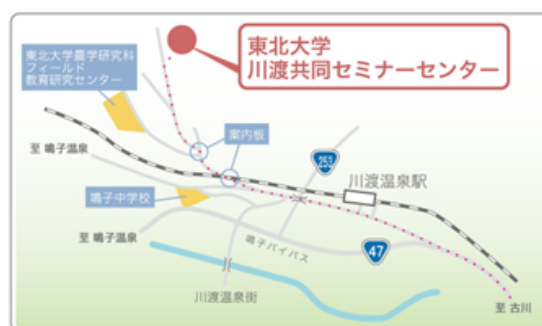 東北大学
川渡共同セミナーセンター
東北大学農学研究科
フィールド
教育研究センター
案内板
至 鳴子温泉
253
川渡温泉駅
鳴子中学校
至 鳴子温泉
鳴子バイパス
47
川渡温泉街
至 古川